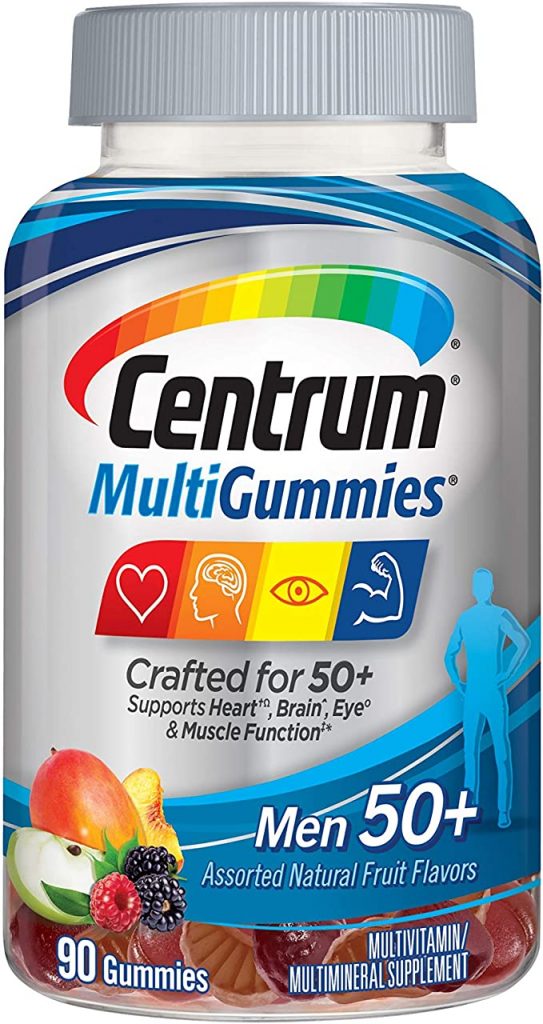 ®
Centrum®
MultiGummies®
Crafted for 50+
Supports Heart†Ω, Brain^, Eye°
& Muscle Function‡*
Men 50+
Assorted Natural Fruit Flavors
90 Gummies
MULTIVITAMIN/
MULTIMINERAL SUPPLEMENT